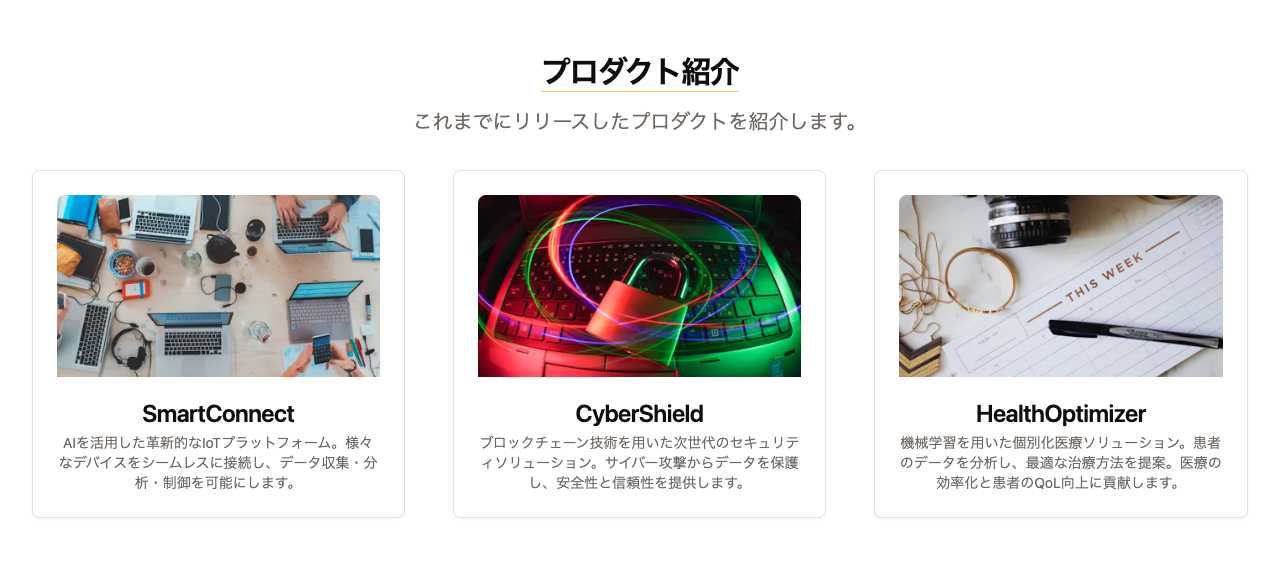 プロダクト紹介
これまでにリリースしたプロダクトを紹介します。
THIS WEEK
SmartConnect
AIを活用した革新的なIoTプラットフォーム。様々
なデバイスをシームレスに接続し、データ収集・分
析・制御を可能にします。
CyberShield
ブロックチェーン技術を用いた次世代のセキュリテ
ィソリューション。サイバー攻撃からデータを保護
し、安全性と信頼性を提供します。
HealthOptimizer
機械学習を用いた個別化医療ソリューション。患者
のデータを分析し、最適な治療方法を提案。医療の
効率化と患者のQoL向上に貢献します。